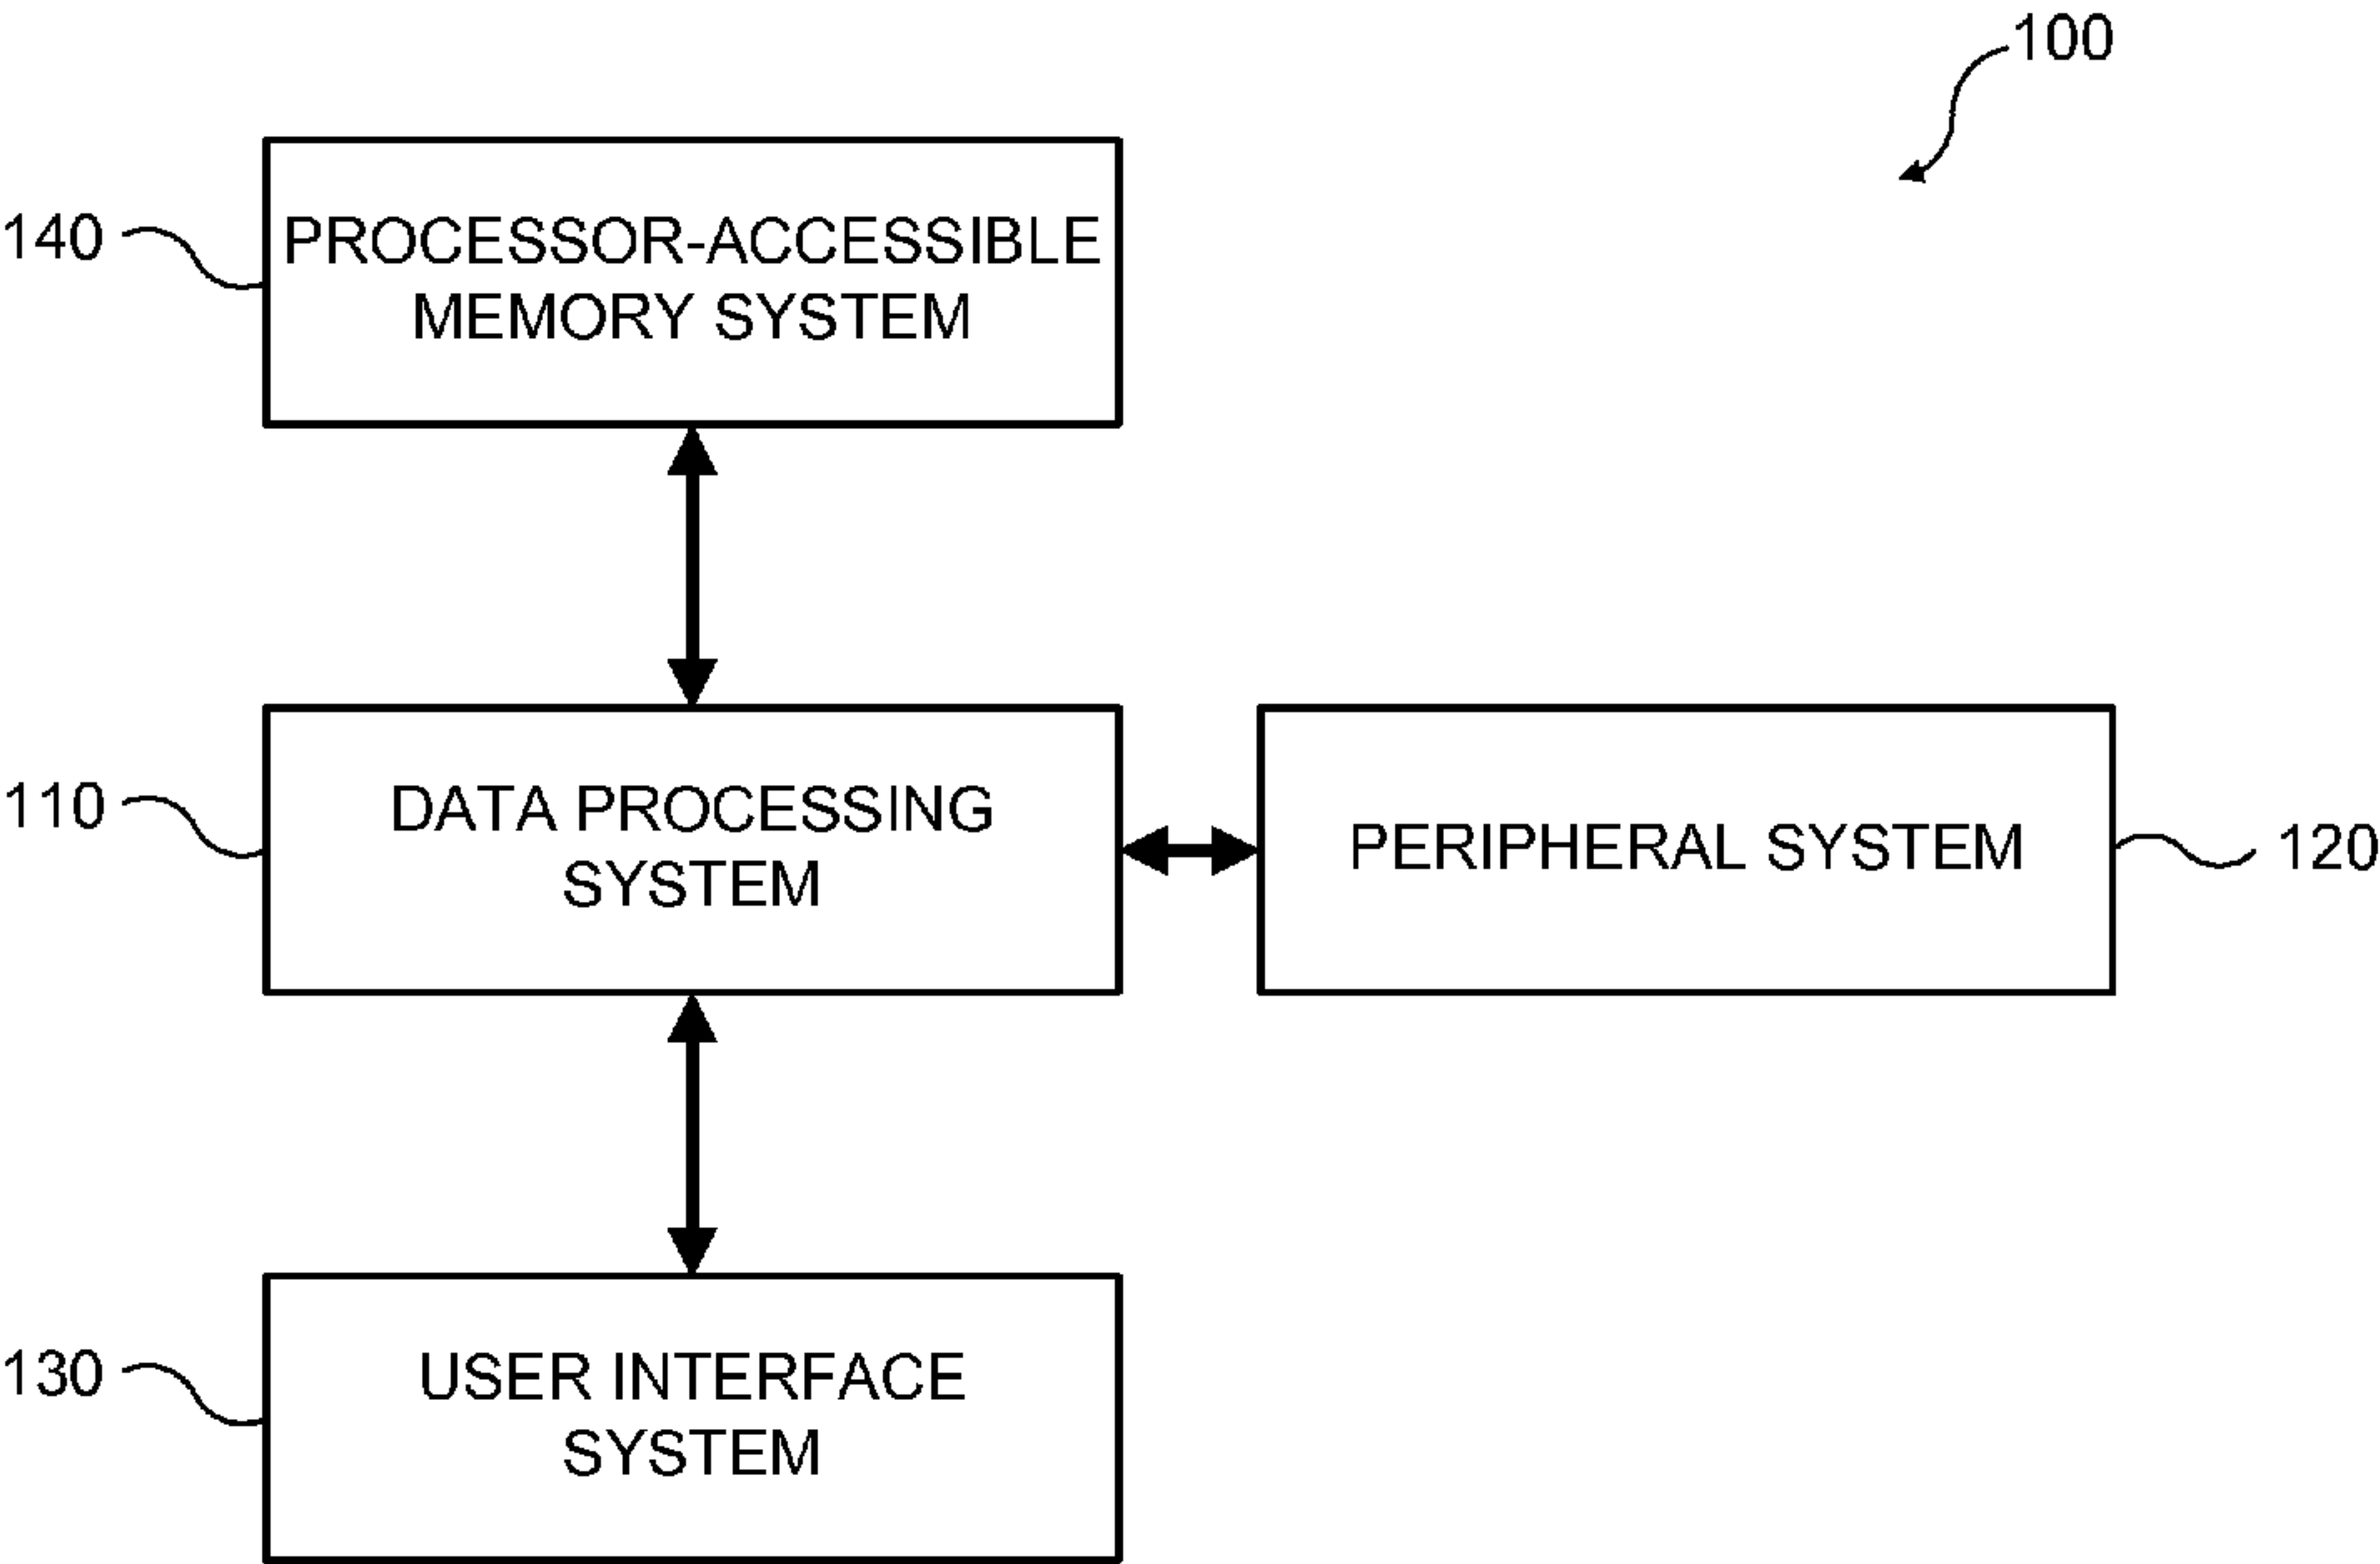 100
140
PROCESSOR-ACCESSIBLE
MEMORY SYSTEM
110
DATA PROCESSING
SYSTEM
PERIPHERAL SYSTEM
120
130
USER INTERFACE
SYSTEM